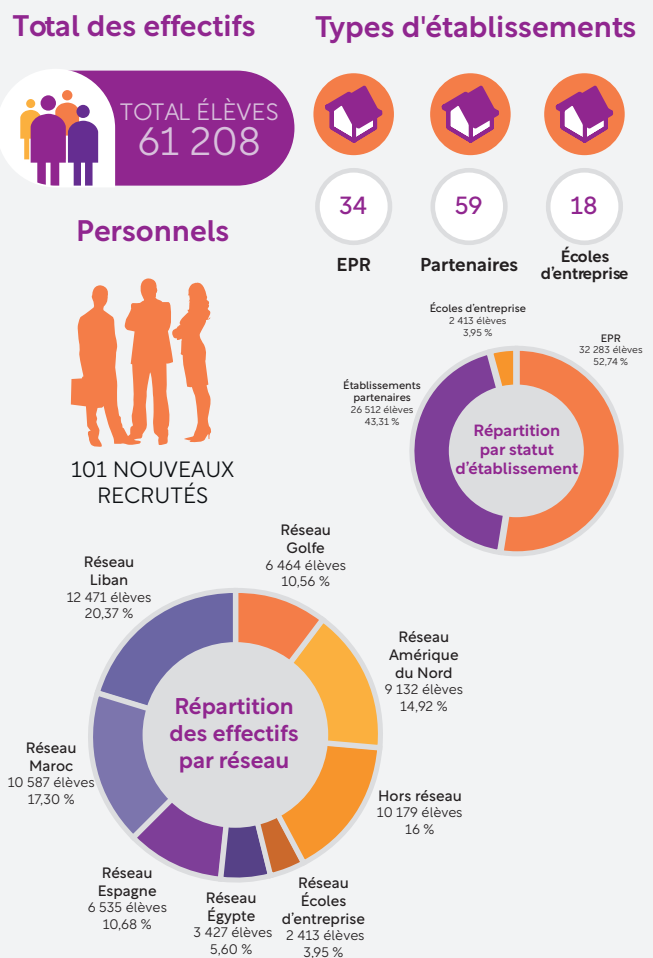 Total des effectifs
TOTAL ÉLÈVES
61 208
Types d'établissements
34
EPR
59
Partenaires
18
Écoles
d'entreprise
Personnels
101 NOUVEAUX
RECRUTÉS
Écoles d'entreprise
2 413 élèves
3,95 %
EPR
32 283 élèves
52,74 %
Établissements
partenaires
26 512 élèves
43,31 %
Répartition
par statut
d'établissement
Réseau
Golfe
6 464 élèves
10,56 %
Réseau
Liban
12 471 élèves
20,37 %
Réseau
Amérique
du Nord
9 132 élèves
14,92 %
Répartition
des effectifs
par réseau
Réseau
Maroc
10 587 élèves
17,30 %
Hors réseau
10 179 élèves
16 %
Réseau
Espagne
6 535 élèves
10,68 %
Réseau
Égypte
3 427 élèves
5,60 %
Réseau
Écoles
d'entreprise
2 413 élèves
3,95 %